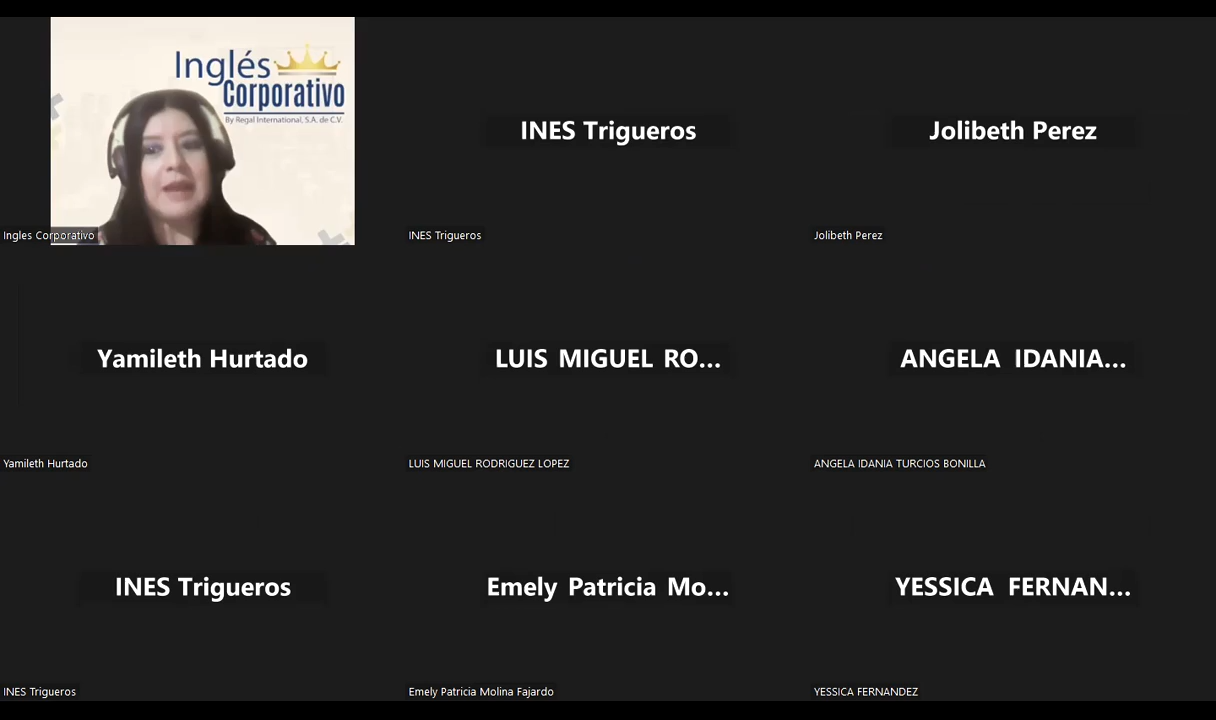 Inglés
Corporativo
By Regal International, S.A. de C.V.
Ingles Corporativo
INES Trigueros
INES Trigueros
Jolibeth Perez
Jolibeth Perez
Yamileth Hurtado
Yamileth Hurtado
LUIS MIGUEL RO...
LUIS MIGUEL RODRIGUEZ LOPEZ
ANGELA IDANIA...
ANGELA IDANIA TURCIOS BONILLA
INES Trigueros
INES Trigueros
Emely Patricia Mo...
Emely Patricia Molina Fajardo
YESSICA FERNAN...
YESSICA FERNANDEZ